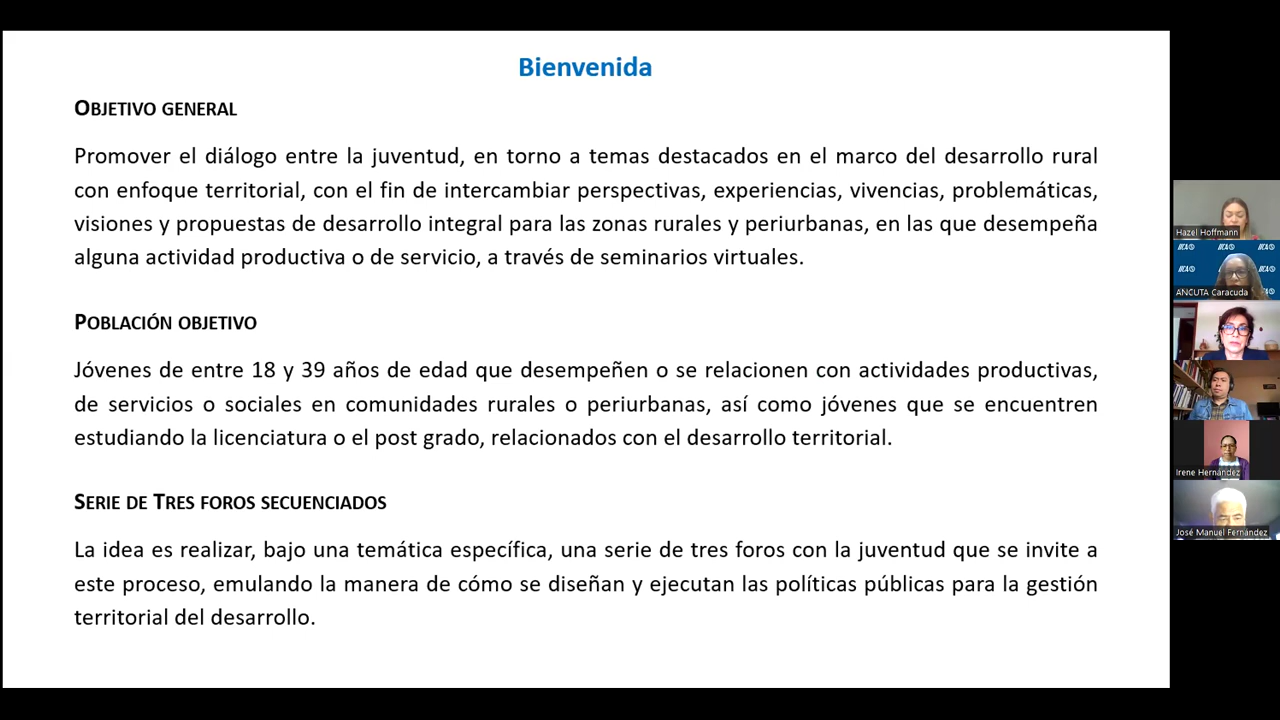 Bienvenida
OBJETIVO GENERAL
Promover el diálogo entre la juventud, en torno a temas destacados en el marco del desarrollo rural
con enfoque territorial, con el fin de intercambiar perspectivas, experiencias, vivencias, problemáticas,
visiones y propuestas de desarrollo integral para las zonas rurales y periurbanas, en las que desempeña
alguna actividad productiva o de servicio, a través de seminarios virtuales.
POBLACIÓN OBJETIVO
Jóvenes de entre 18 y 39 años de edad que desempeñen o se relacionen con actividades productivas,
de servicios o sociales en comunidades rurales o periurbanas, así como jóvenes que se encuentren
estudiando la licenciatura o el post grado, relacionados con el desarrollo territorial.
SERIE DE TRES FOROS SECUENCIADOS
La idea es realizar, bajo una temática específica, una serie de tres foros con la juventud que se invite a
este proceso, emulando la manera de cómo se diseñan y ejecutan las políticas públicas para la gestión
territorial del desarrollo.
Hazel Hoffmann
ANCUTA Caracuda
Irene Hernández
José Manuel Fernández